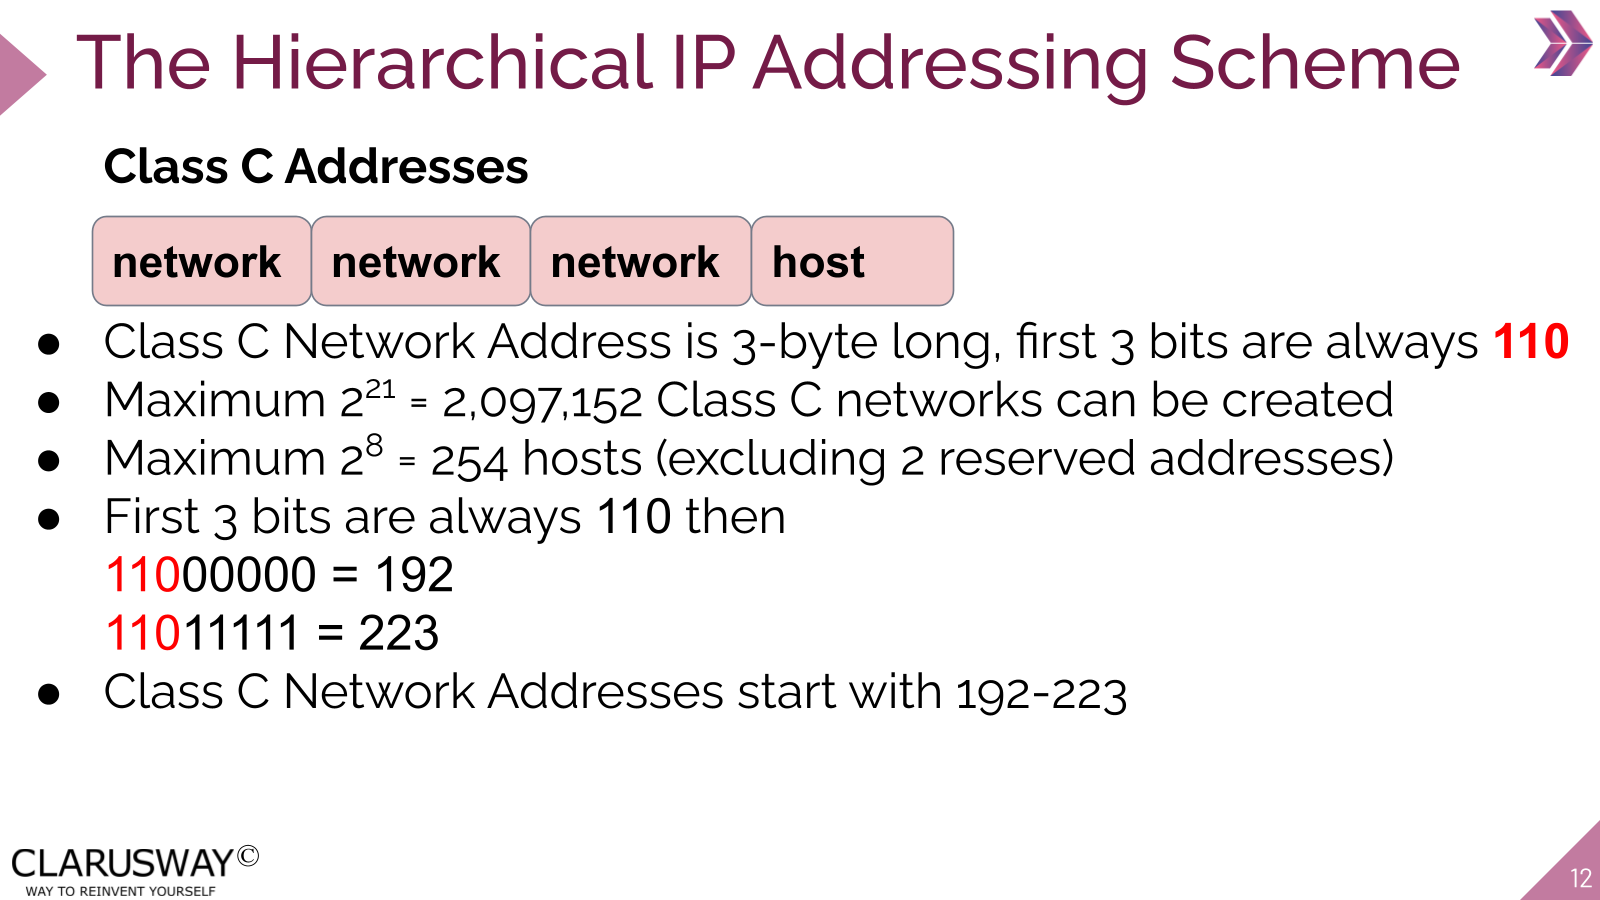 The Hierarchical IP Addressing Scheme
Class C Addresses
network network network host
● Class C Network Address is 3-byte long, first 3 bits are always 110
● Maximum 2²¹ = 2,097,152 Class C networks can be created
● Maximum 2⁸ = 254 hosts (excluding 2 reserved addresses)
● First 3 bits are always 110 then
11000000 = 192
11011111 = 223
● Class C Network Addresses start with 192-223
CLARUSWAY©
WAY TO REINVENT YOURSELF
12